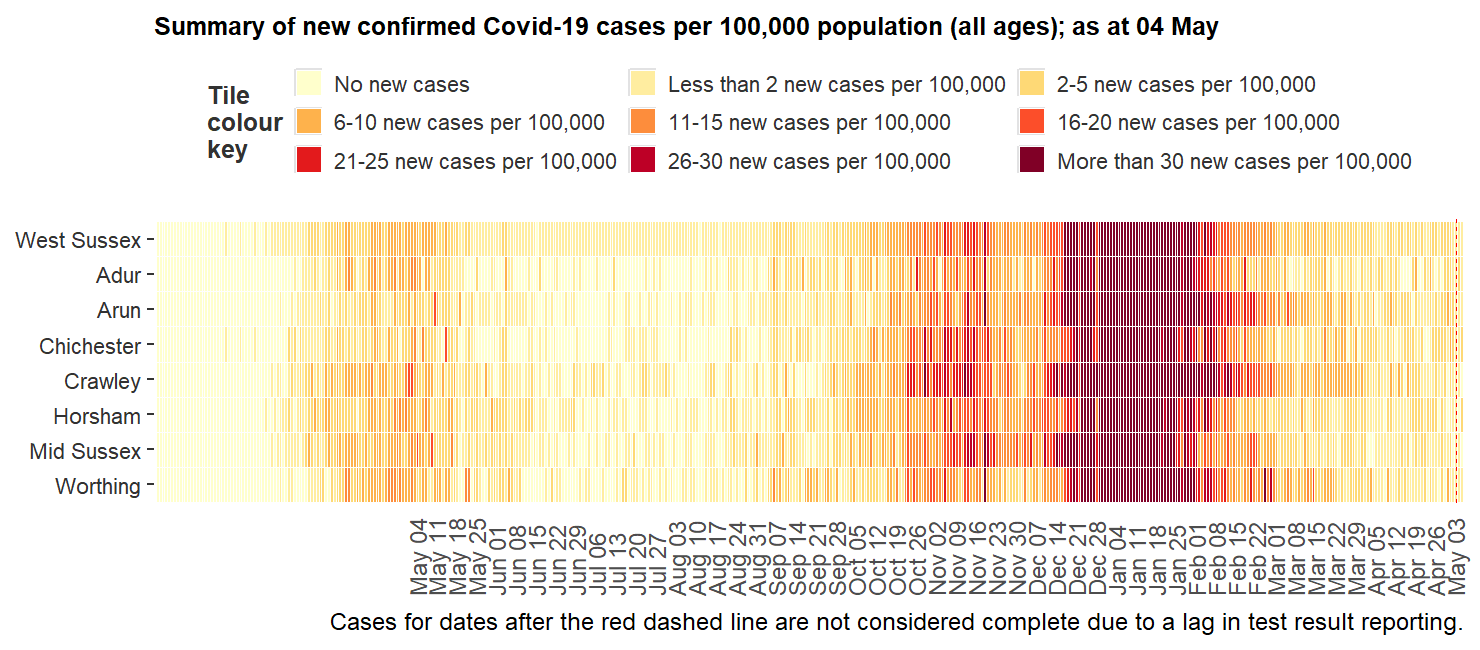 Summary of new confirmed Covid-19 cases per 100,000 population (all ages); as at 04 May
Tile
colour
key
No new cases
Less than 2 new cases per 100,000
2-5 new cases per 100,000
6-10 new cases per 100,000
11-15 new cases per 100,000
16-20 new cases per 100,000
21-25 new cases per 100,000
26-30 new cases per 100,000
More than 30 new cases per 100,000
West Sussex
Adur
Arun
Chichester
Crawley
Horsham
Mid Sussex
Worthing
May 04
May 11
May 18
May 25
Jun 01
Jun 08
Jun 15
Jun 22
Jun 29
Jul 06
Jul 13
Jul 20
Jul 27
Aug 03
Aug 10
Aug 17
Aug 24
Aug 31
Sep 07
Sep 14
Sep 21
Sep 28
Oct 05
Oct 12
Oct 19
Oct 26
Nov 02
Nov 09
Nov 16
Nov 23
Nov 30
Dec 07
Dec 14
Dec 21
Dec 28
Jan 04
Jan 11
Jan 18
Jan 25
Feb 01
Feb 08
Feb 15
Feb 22
Mar 01
Mar 08
Mar 15
Mar 22
Mar 29
Apr 05
Apr 12
Apr 19
Apr 26
May 03
Cases for dates after the red dashed line are not considered complete due to a lag in test result reporting.